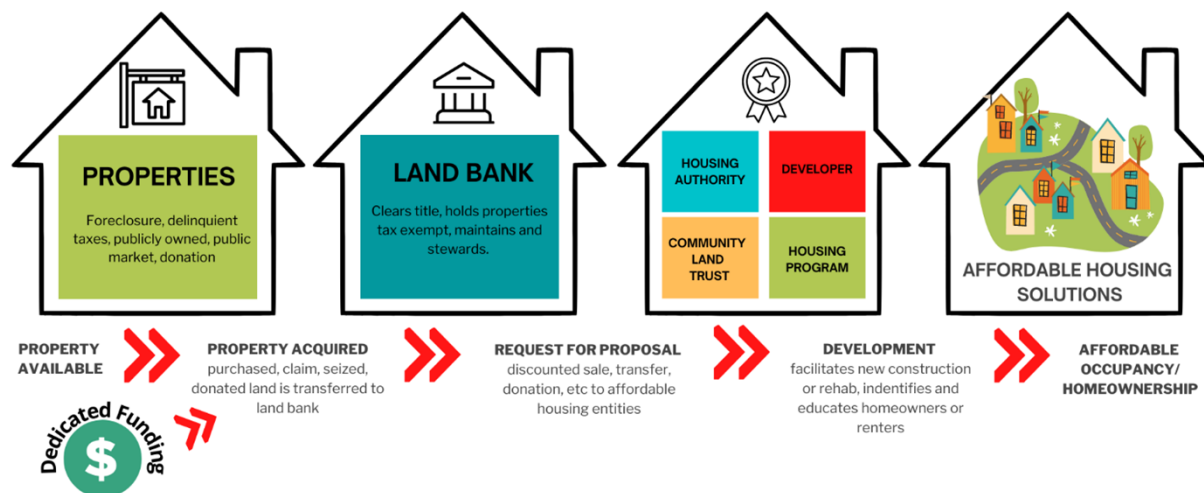 PROPERTIES
Foreclosure, delinquient
taxes, publicly owned, public
market, donation
LAND BANK
Clears title, holds properties
tax exempt, maintains and
stewards.
HOUSING
AUTHORITY
DEVELOPER
COMMUNITY
LAND
TRUST
HOUSING
PROGRAM
AFFORDABLE HOUSING
SOLUTIONS
PROPERTY
AVAILABLE
PROPERTY ACQUIRED
purchased, claim, seized,
donated land is transferred to
land bank
REQUEST FOR PROPOSAL
discounted sale, transfer,
donation, etc to affordable
housing entities
DEVELOPMENT
facilitates new construction
or rehab, indentifies and
educates homeowners or
renters
AFFORDABLE
OCCUPANCY/
HOMEOWNERSHIP
Dedicated Funding
$